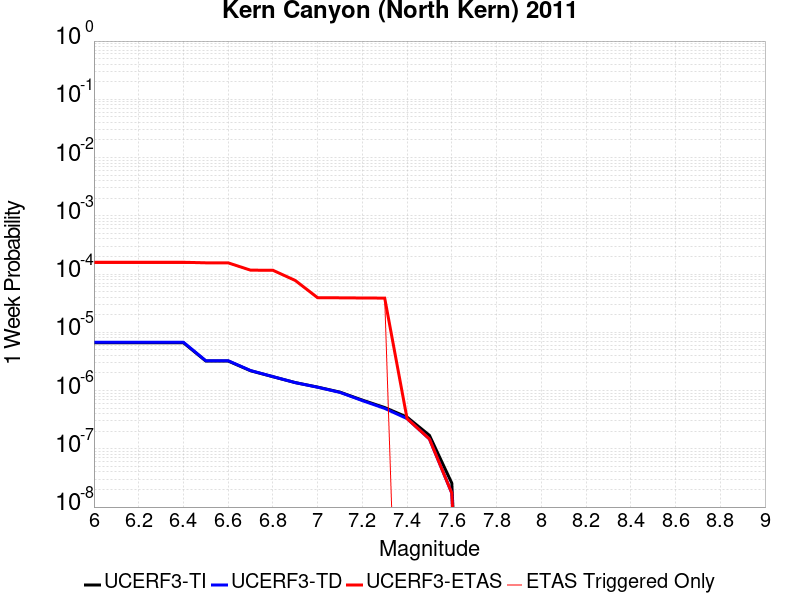 Kern Canyon (North Kern) 2011
10^0
10^-1
10^-2
10^-3
10^-4
10^-5
10^-6
10^-7
10^-8
1 Week Probability
6 6.2 6.4 6.6 6.8 7 7.2 7.4 7.6 7.8 8 8.2 8.4 8.6 8.8 9
Magnitude
UCERF3-TI UCERF3-TD UCERF3-ETAS ETAS Triggered Only